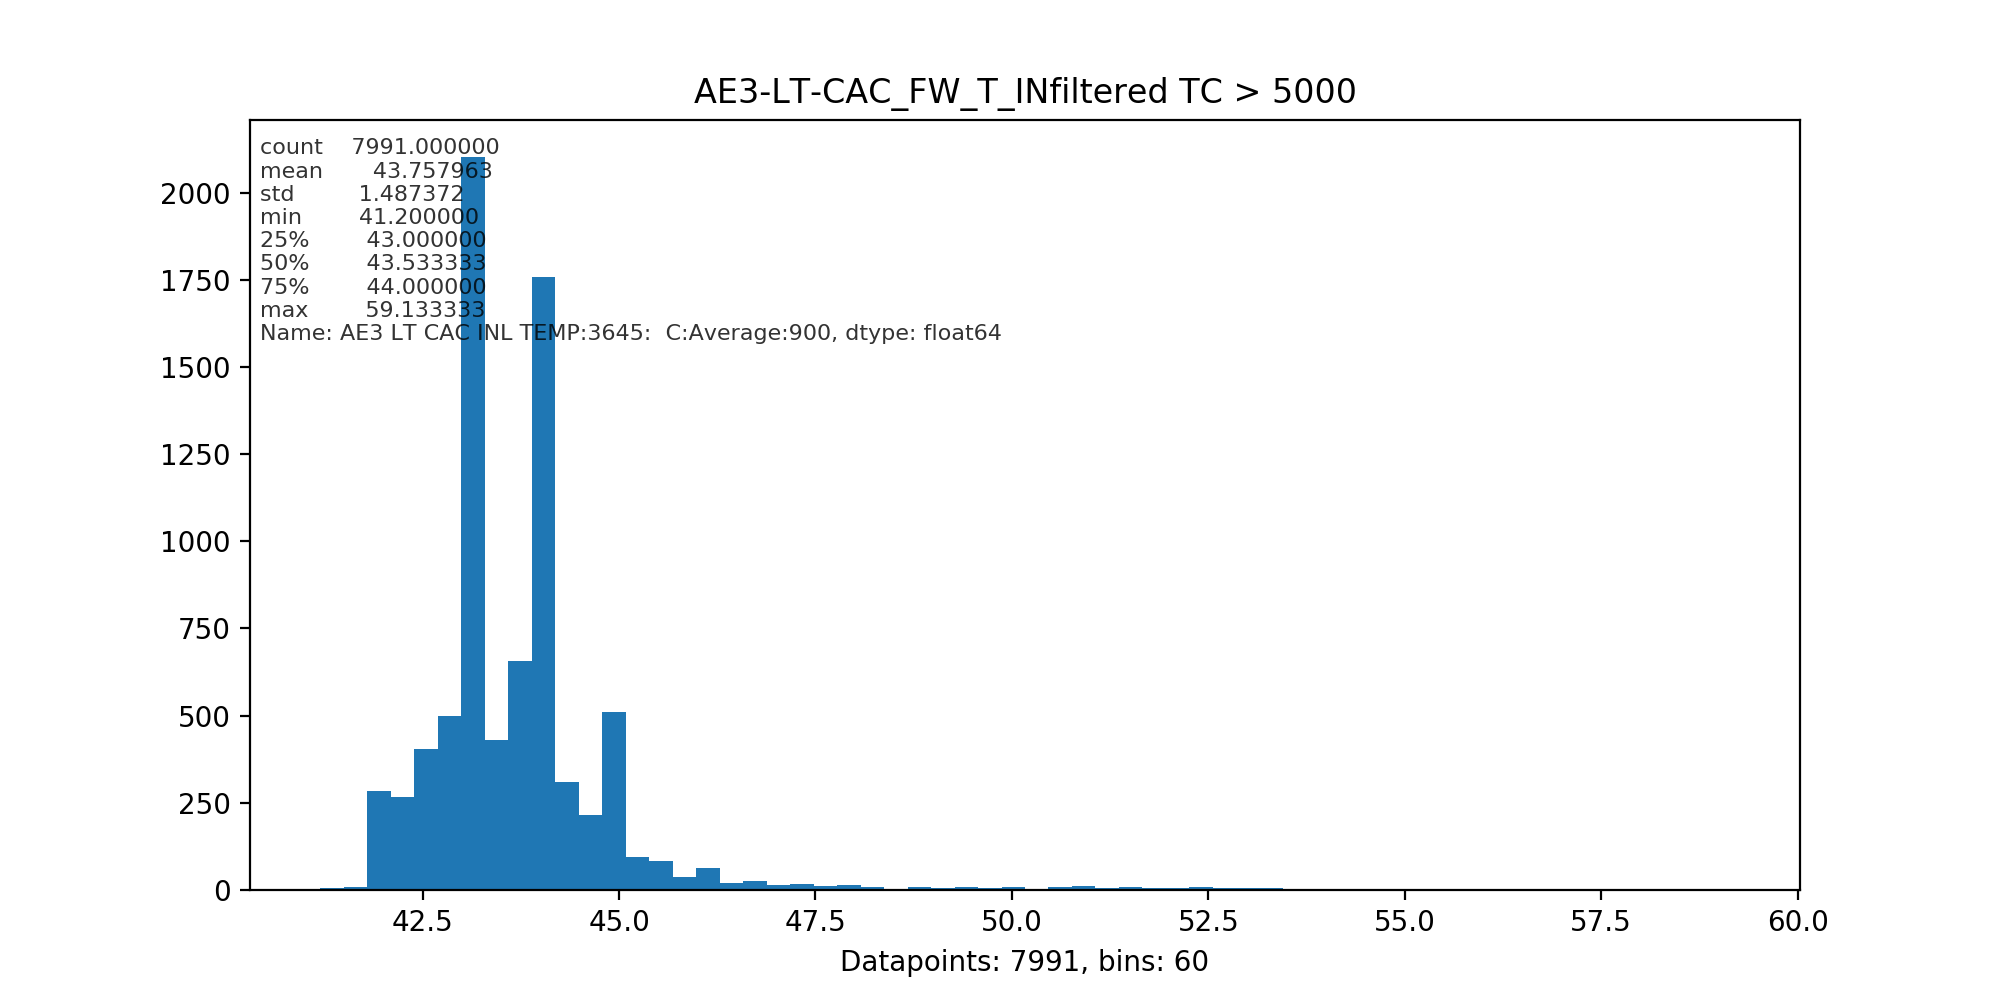 AE3-LT-CAC_FW_T_INfiltered TC > 5000
count 7991.000000
mean 43.757963
std 1.487372
min 41.200000
25% 43.000000
50% 43.533333
75% 44.000000
max 59.133333
Name: AE3 LT CAC INL TEMP:3645: C:Average:900, dtype: float64
2000
1750
1500
1250
1000
750
500
250
0
42.5 45.0 47.5 50.0 52.5 55.0 57.5 60.0
Datapoints: 7991, bins: 60